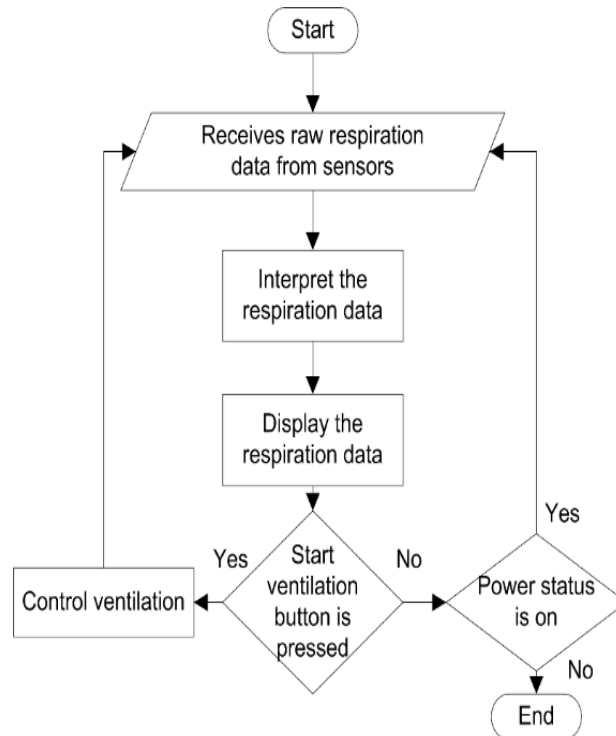 Start
Receives raw respiration
data from sensors
Interpret the
respiration data
Display the
respiration data
Yes
Start
ventilation
button is
pressed
No
Control ventilation
Yes
Power status
is on
No
End